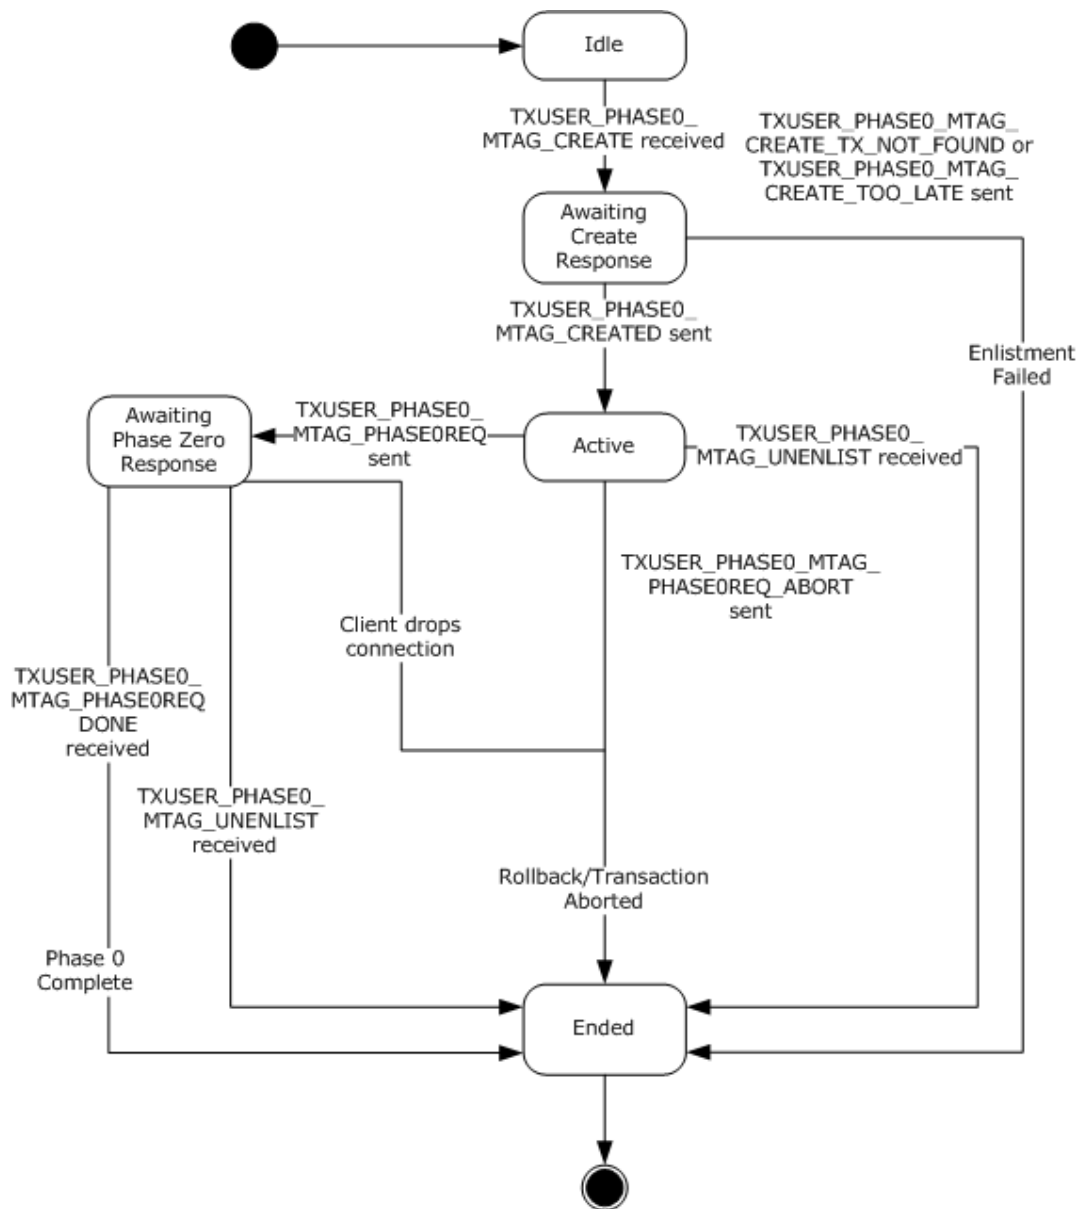 Idle
TXUSER_PHASE0_
MTAG_CREATE received
TXUSER_PHASE0_MTAG_
CREATE_TX_NOT_FOUND or
TXUSER_PHASE0_MTAG_
CREATE_TOO_LATE sent
Awaiting
Create
Response
TXUSER_PHASE0_
MTAG_CREATED sent
Enlistment
Failed
Awaiting
Phase Zero
Response
TXUSER_PHASE0_
MTAG_PHASE0REQ
sent
Active
TXUSER_PHASE0_
MTAG_UNENLIST received
TXUSER_PHASE0_MTAG_
PHASE0REQ_ABORT
sent
Client drops
connection
TXUSER_PHASE0_
MTAG_PHASE0REQ
DONE
received
TXUSER_PHASE0_
MTAG_UNENLIST
received
Rollback/Transaction
Aborted
Phase 0
Complete
Ended